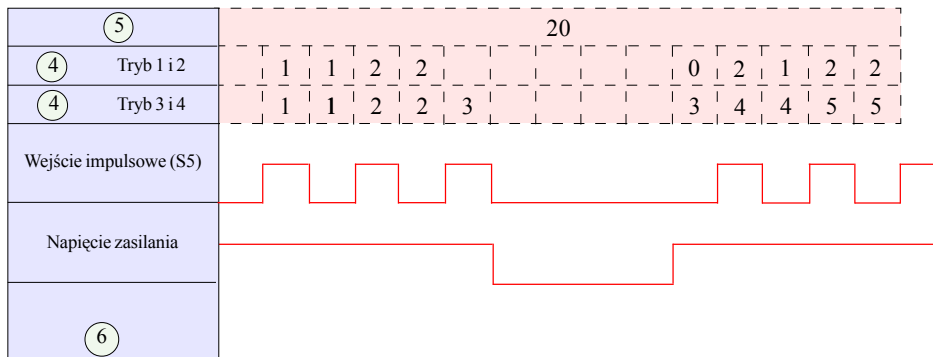 5 20
4 Tryb 1 i 2 1 1 2 2 0 2 1 2 2
4 Tryb 3 i 4 1 1 2 2 3 3 4 4 5 5
Wejście impulsowe (S5)
Napięcie zasilania
6